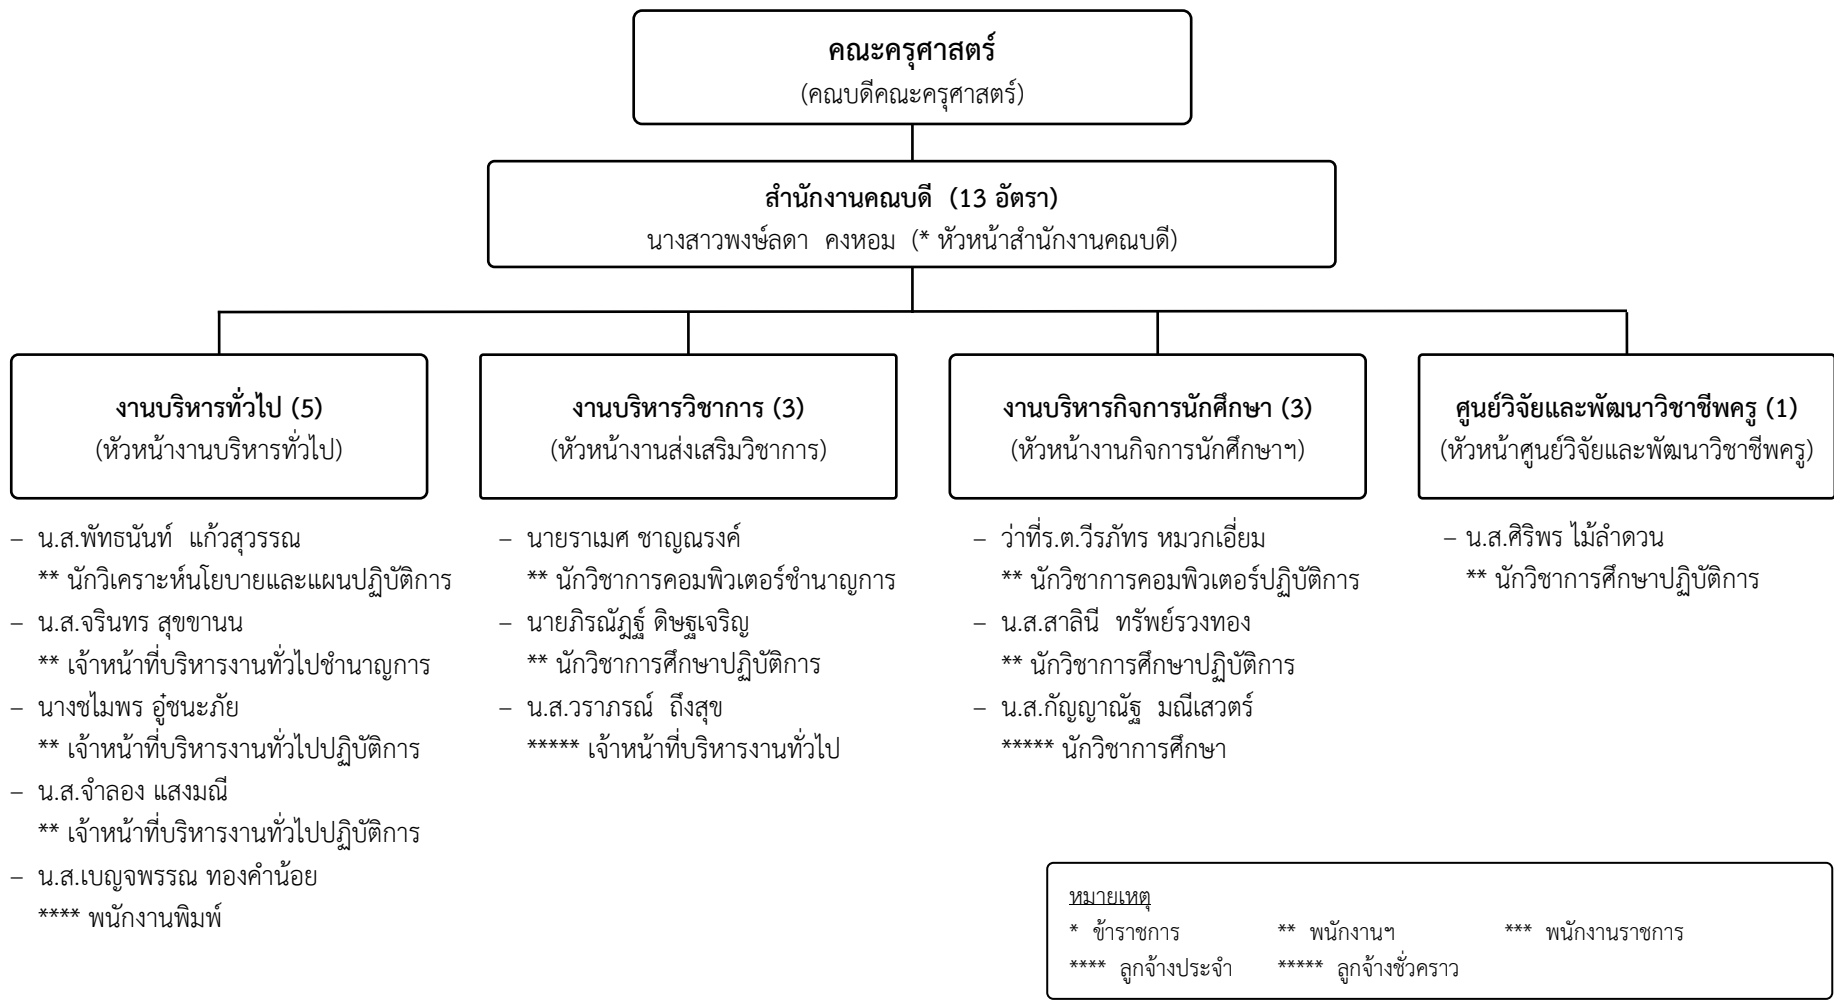 คณะครุศาสตร์
(คณบดีคณะครุศาสตร์)
สำนักงานคณบดี (13 อัตรา)
นางสาวพงษ์ลดา คงหอม (* หัวหน้าสำนักงานคณบดี)
งานบริหารทั่วไป (5)
(หัวหน้างานบริหารทั่วไป)
– น.ส.พัทธนันท์ แก้วสุวรรณ
** นักวิเคราะห์นโยบายและแผนปฏิบัติการ
– น.ส.จรินทร สุขขานน
** เจ้าหน้าที่บริหารงานทั่วไปชำนาญการ
– นางชไมพร อู๋ชนะภัย
** เจ้าหน้าที่บริหารงานทั่วไปปฏิบัติการ
– น.ส.จำลอง แสงมณี
** เจ้าหน้าที่บริหารงานทั่วไปปฏิบัติการ
– น.ส.เบญจพรรณ ทองคำน้อย
**** พนักงานพิมพ์
งานบริหารวิชาการ (3)
(หัวหน้างานส่งเสริมวิชาการ)
– นายราเมศ ชาญณรงค์
** นักวิชาการคอมพิวเตอร์ชำนาญการ
– นายภิรณัฎฐ์ ดิษฐเจริญ
** นักวิชาการศึกษาปฏิบัติการ
– น.ส.วราภรณ์ ถึงสุข
***** เจ้าหน้าที่บริหารงานทั่วไป
งานบริหารกิจการนักศึกษา (3)
(หัวหน้างานกิจการนักศึกษาฯ)
– ว่าที่ร.ต.วีรภัทร หมวกเอี่ยม
** นักวิชาการคอมพิวเตอร์ปฏิบัติการ
– น.ส.สาลินี ทรัพย์รวงทอง
** นักวิชาการศึกษาปฏิบัติการ
– น.ส.กัญญาณัฐ มณีเสวตร์
***** นักวิชาการศึกษา
ศูนย์วิจัยและพัฒนาวิชาชีพครู (1)
(หัวหน้าศูนย์วิจัยและพัฒนาวิชาชีพครู)
– น.ส.ศิริพร ไม้ลำดวน
** นักวิชาการศึกษาปฏิบัติการ
หมายเหตุ
* ข้าราชการ ** พนักงานฯ *** พนักงานราชการ
**** ลูกจ้างประจำ ***** ลูกจ้างชั่วคราว